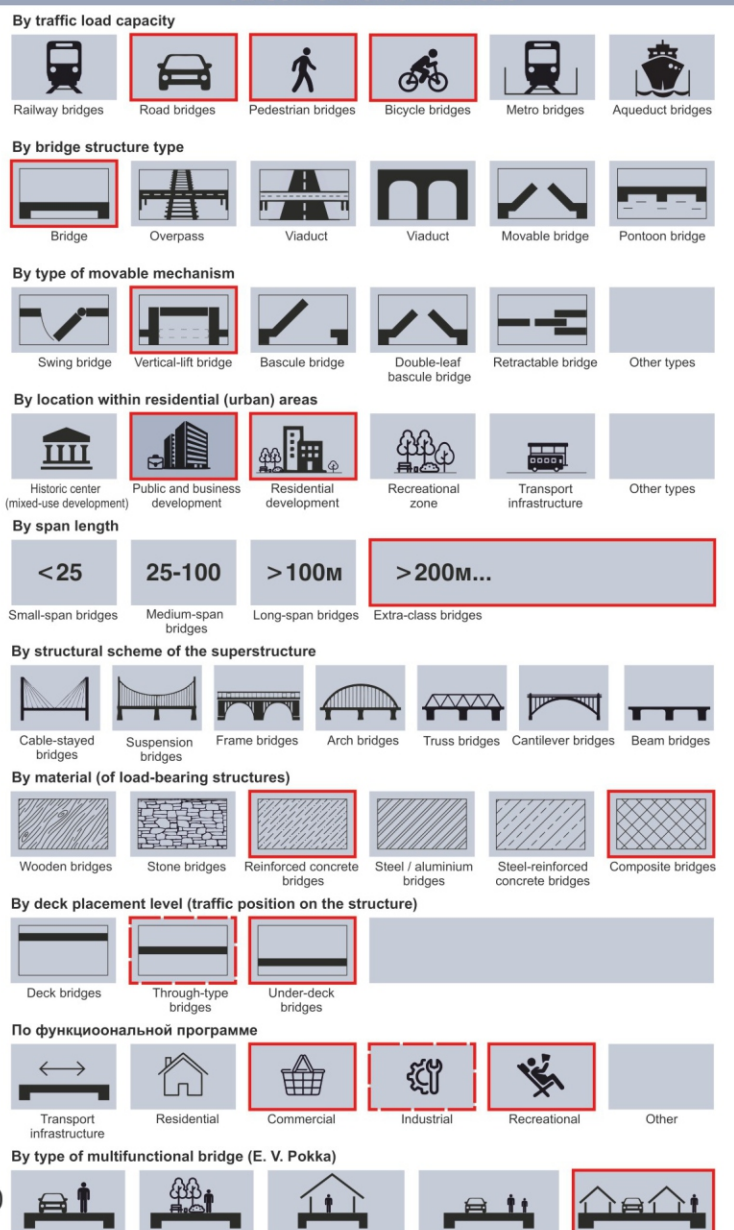 By traffic load capacity
Railway bridges Road bridges Pedestrian bridges Bicycle bridges Metro bridges Aqueduct bridges
By bridge structure type
Bridge Overpass Viaduct Viaduct Movable bridge Pontoon bridge
By type of movable mechanism
Swing bridge Vertical-lift bridge Bascule bridge Double-leaf Retractable bridge Other types
bascule bridge
By location within residential (urban) areas
Historic center Public and business Residential Recreational Transport Other types
(mixed-use development) development development zone infrastructure
By span length
<25 25-100 >100м >200м...
Small-span bridges Medium-span Long-span bridges Extra-class bridges
bridges
By structural scheme of the superstructure
Cable-stayed Suspension Frame bridges Arch bridges Truss bridges Cantilever bridges Beam bridges
bridges bridges
By material (of load-bearing structures)
Wooden bridges Stone bridges Reinforced concrete Steel / aluminium Steel-reinforced Composite bridges
bridges bridges concrete bridges
By deck placement level (traffic position on the structure)
Deck bridges Through-type Under-deck
bridges bridges
По функциоональной программе
Transport Residential Commercial Industrial Recreational Other
infrastructure
By type of multifunctional bridge (E. V. Pokka)